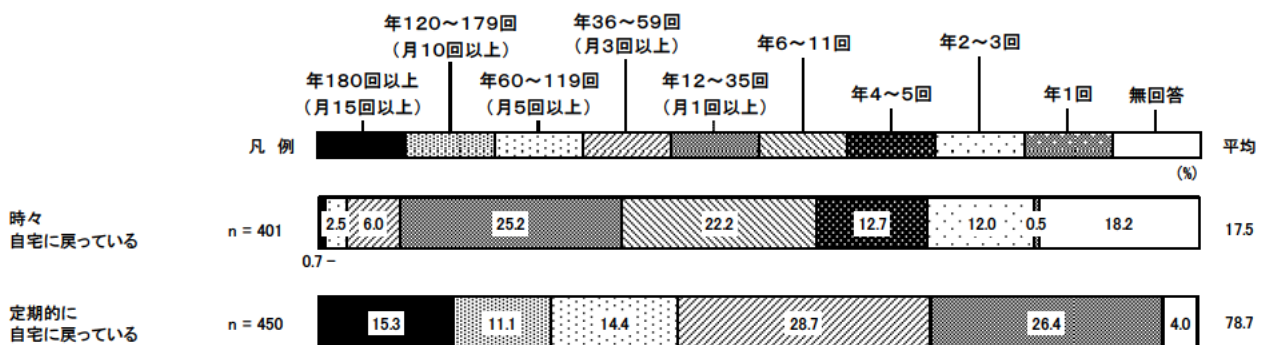 年120～179回
(月10回以上)
年36～59回
(月3回以上)
年6～11回
年2～3回
年180回以上
(月15回以上)
年60～119回
(月5回以上)
年12～35回
(月1回以上)
年4～5回
年1回
無回答
凡 例
平均
(%)
時々
自宅に戻っている
n = 401
2.5 6.0 25.2 22.2 12.7 12.0 0.5 18.2
17.5
0.7
定期的に
自宅に戻っている
n = 450
15.3 11.1 14.4 28.7 26.4 4.0
78.7